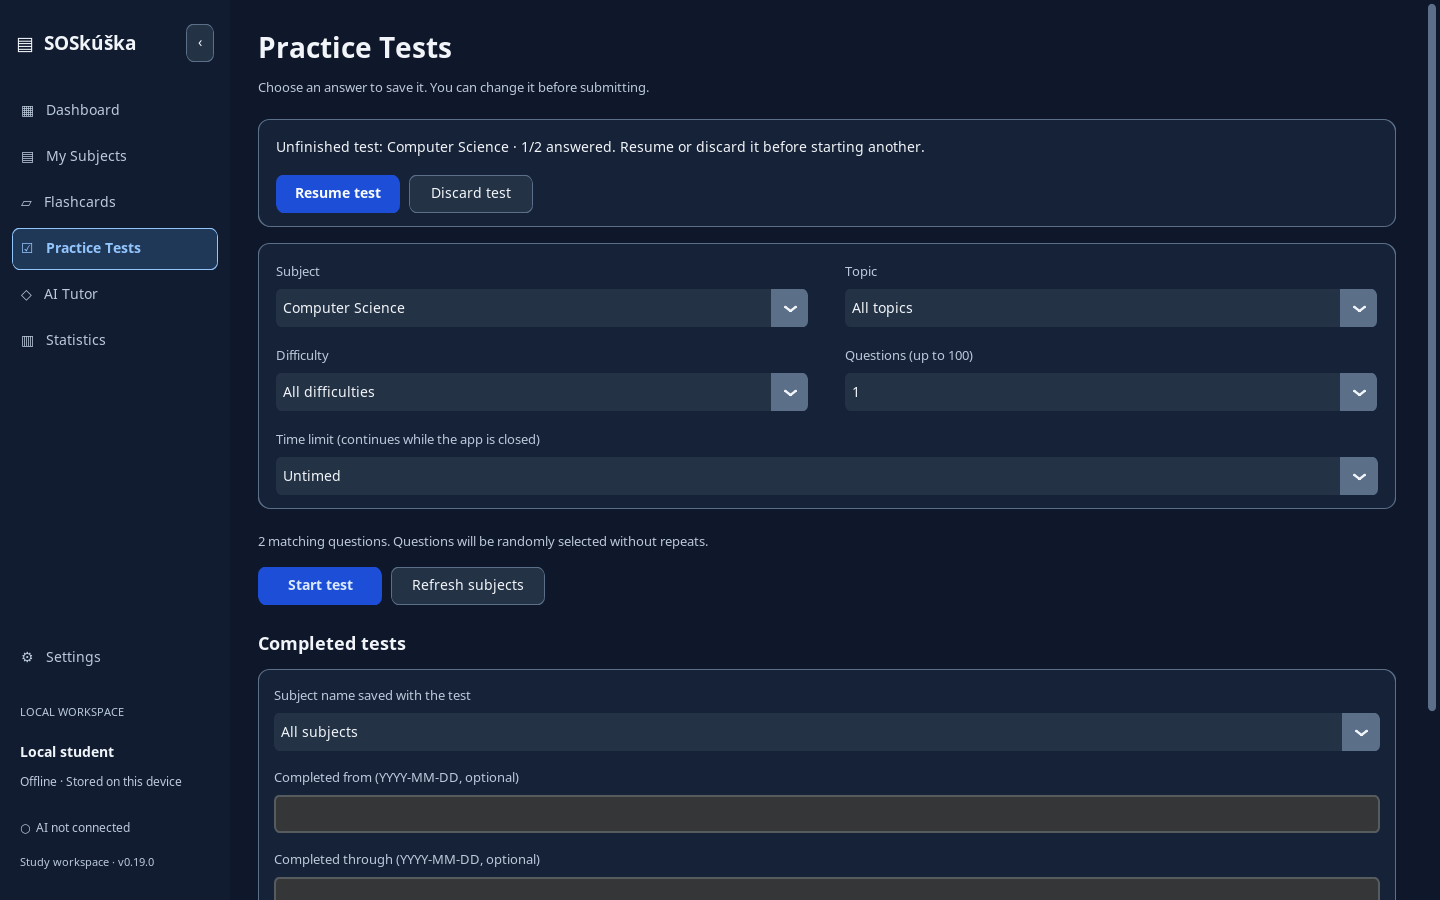 SOSkúška
Dashboard
My Subjects
Flashcards
Practice Tests
AI Tutor
Statistics
Settings
LOCAL WORKSPACE
Local student
Offline · Stored on this device
AI not connected
Study workspace · v0.19.0
Practice Tests
Choose an answer to save it. You can change it before submitting.
Unfinished test: Computer Science · 1/2 answered. Resume or discard it before starting another.
Resume test
Discard test
Subject
Computer Science
Topic
All topics
Difficulty
All difficulties
Questions (up to 100)
1
Time limit (continues while the app is closed)
Untimed
2 matching questions. Questions will be randomly selected without repeats.
Start test
Refresh subjects
Completed tests
Subject name saved with the test
All subjects
Completed from (YYYY-MM-DD, optional)
Completed through (YYYY-MM-DD, optional)